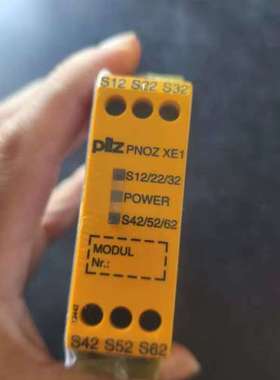 S12 S22 S32
pilz PNOZ XE1
S12/22/32
POWER
S42/52/62
MODUL
Nr.:
S42 S52 S62